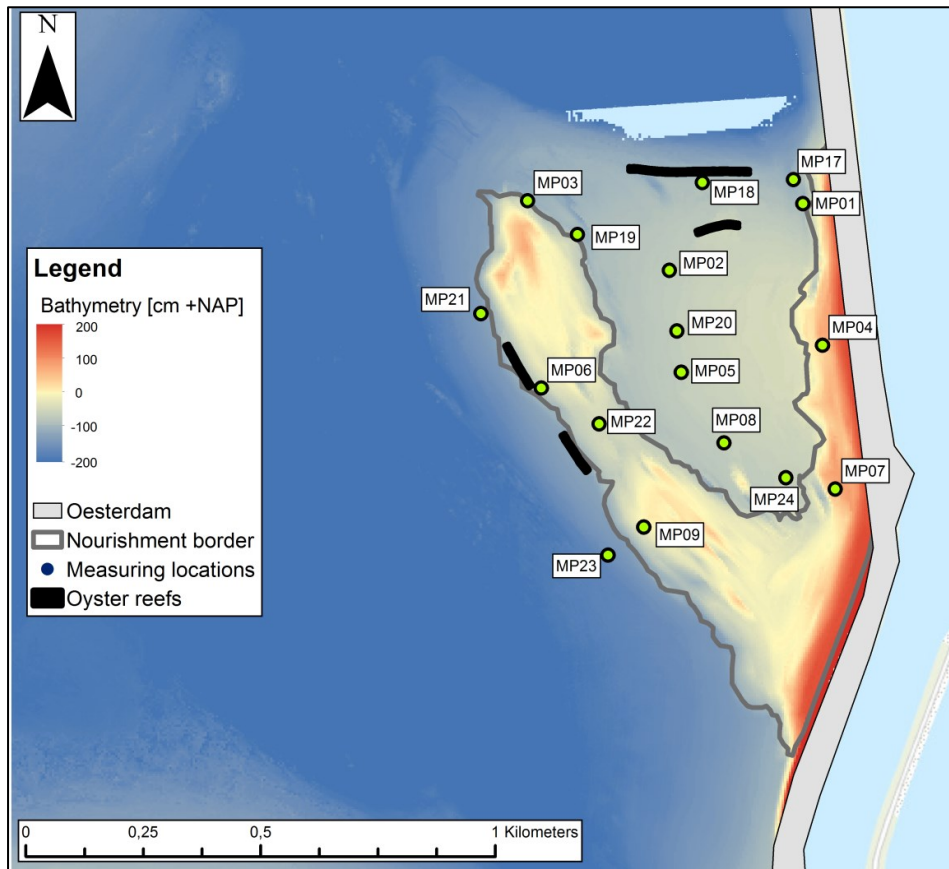 N
MP17
MP03
MP18
MP01
MP19
Legend
MP02
Bathymetry [cm +NAP]
MP21
200
MP20
MP04
100
MP05
MP06
0
MP22
-100
MP08
-200
MP24
MP07
Oesterdam
Nourishment border
MP09
Measuring locations
MP23
Oyster reefs
0
0,25
0,5
1 Kilometers